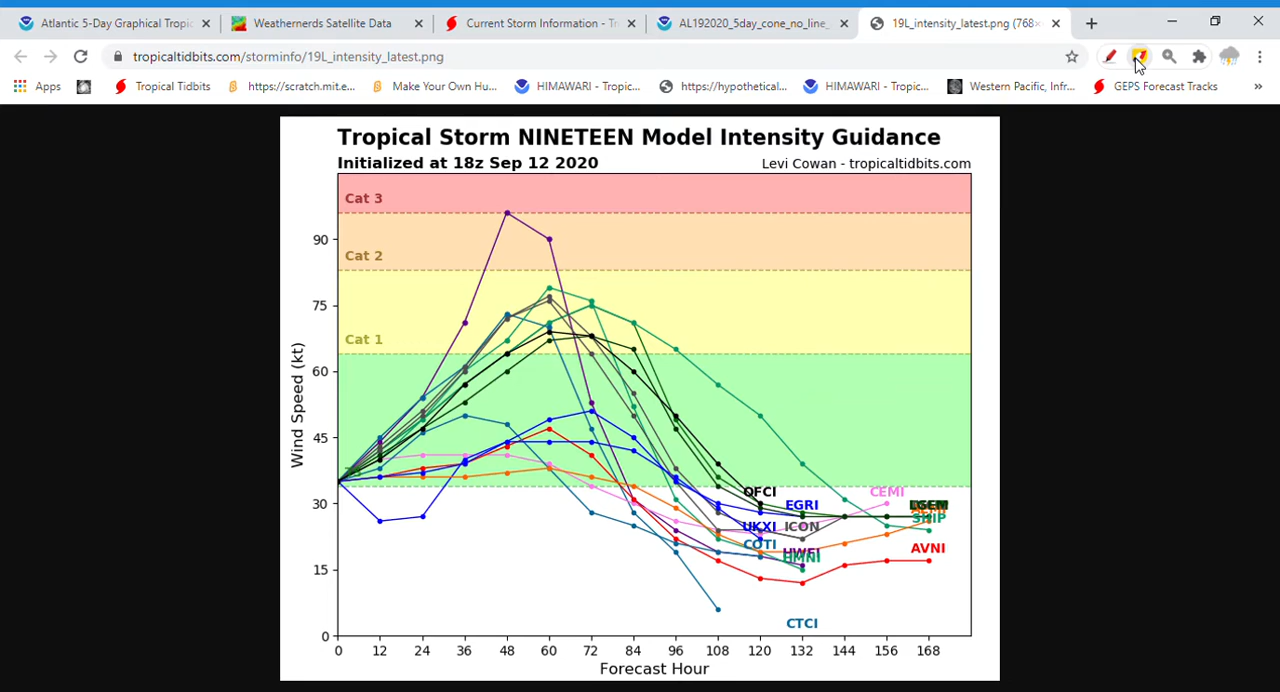 Atlantic 5-Day Graphical Tropic
Weathernerds Satellite Data
Current Storm Information - Tr
AL192020_5day_cone_no_line_
19L_intensity_latest.png (768×
tropicaltidbits.com/storminfo/19L_intensity_latest.png
Apps
Tropical Tidbits
https://scratch.mit.e...
Make Your Own Hu...
HIMAWARI - Tropic...
https://hypothetical...
HIMAWARI - Tropic...
Western Pacific, Infr...
GEPS Forecast Tracks
»
Tropical Storm NINETEEN Model Intensity Guidance
Initialized at 18z Sep 12 2020
Levi Cowan - tropicaltidbits.com
Cat 3
Cat 2
Cat 1
90
75
60
45
30
15
0
Wind Speed (kt)
OFCI
EGRI
CEMI
LGEM
UKXI
ICON
SHIP
COTI
HWFI
HMNI
AVNI
CTCI
0 12 24 36 48 60 72 84 96 108 120 132 144 156 168
Forecast Hour